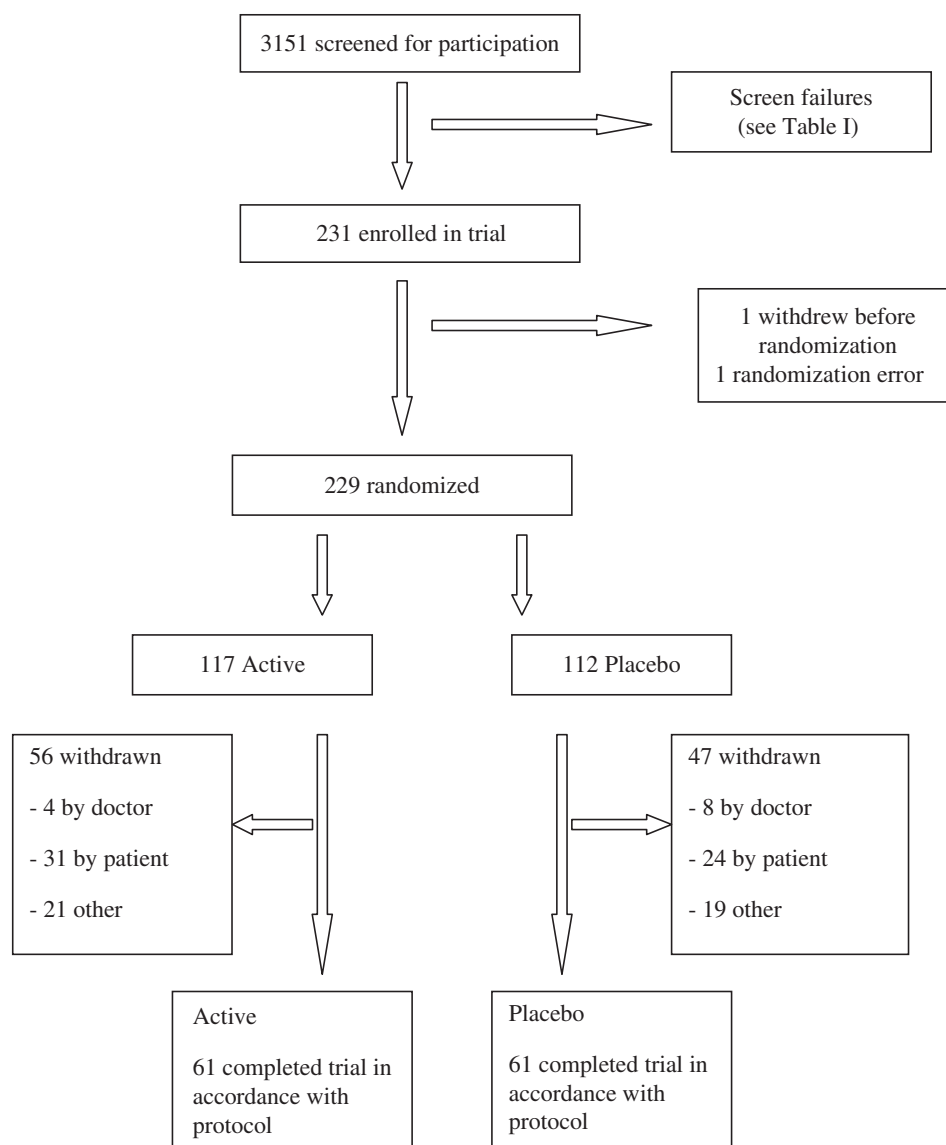 3151 screened for participation
Screen failures
(see Table I)
231 enrolled in trial
1 withdrew before
randomization
1 randomization error
229 randomized
117 Active
112 Placebo
56 withdrawn
- 4 by doctor
- 31 by patient
- 21 other
47 withdrawn
- 8 by doctor
- 24 by patient
- 19 other
Active
61 completed trial in
accordance with
protocol
Placebo
61 completed trial in
accordance with
protocol